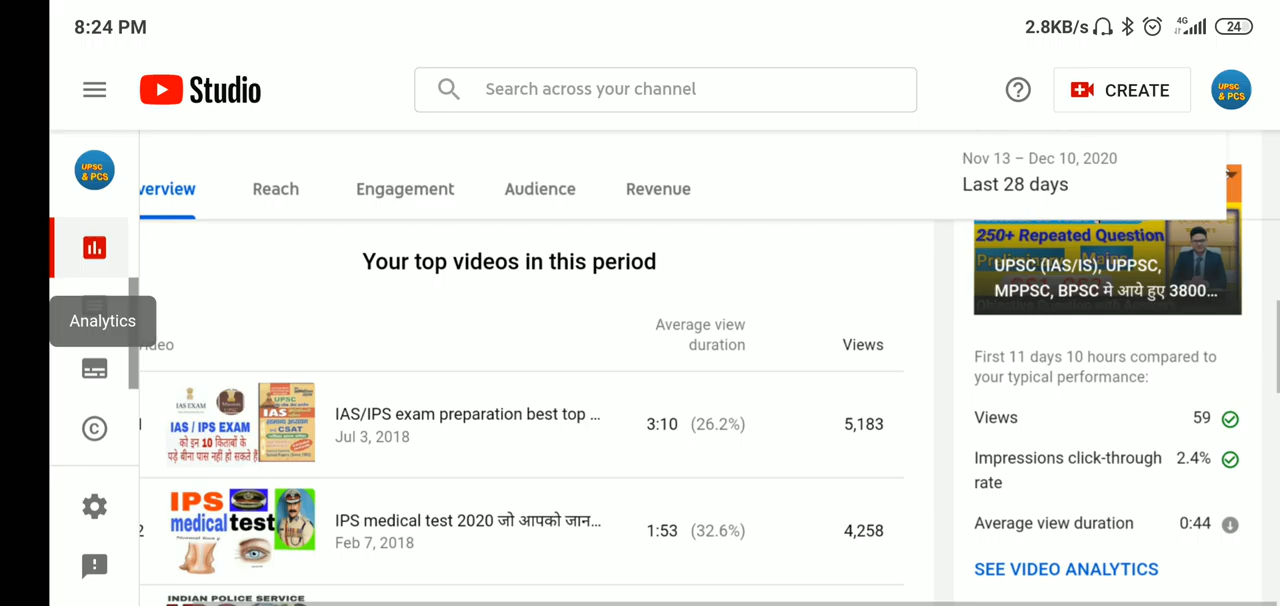 8:24 PM
2.8KB/s 4G 24
Studio
Search across your channel
CREATE
UPSC
& PCS
UPSC
& PCS
verview
Reach
Engagement
Audience
Revenue
Nov 13 – Dec 10, 2020
Last 28 days
Your top videos in this period
Analytics
Average view
duration
Views
IAS EXAM
IAS / IPS EXAM
को इन 10 किताबों के
पढ़े बीना पास नहीं हो सकते हैं
UPSC
IAS
CSAT
IAS/IPS exam preparation best top ...
Jul 3, 2018
3:10 (26.2%)
5,183
2
IPS
medical test
IPS medical test 2020 जो आपको जान...
Feb 7, 2018
1:53 (32.6%)
4,258
INDIAN POLICE SERVICE
250+ Repeated Question
UPSC (IAS/IS), UPPSC,
MPPSC, BPSC मे आये हुए 3800...
First 11 days 10 hours compared to
your typical performance:
Views 59
Impressions click-through
rate
2.4%
Average view duration 0:44
SEE VIDEO ANALYTICS